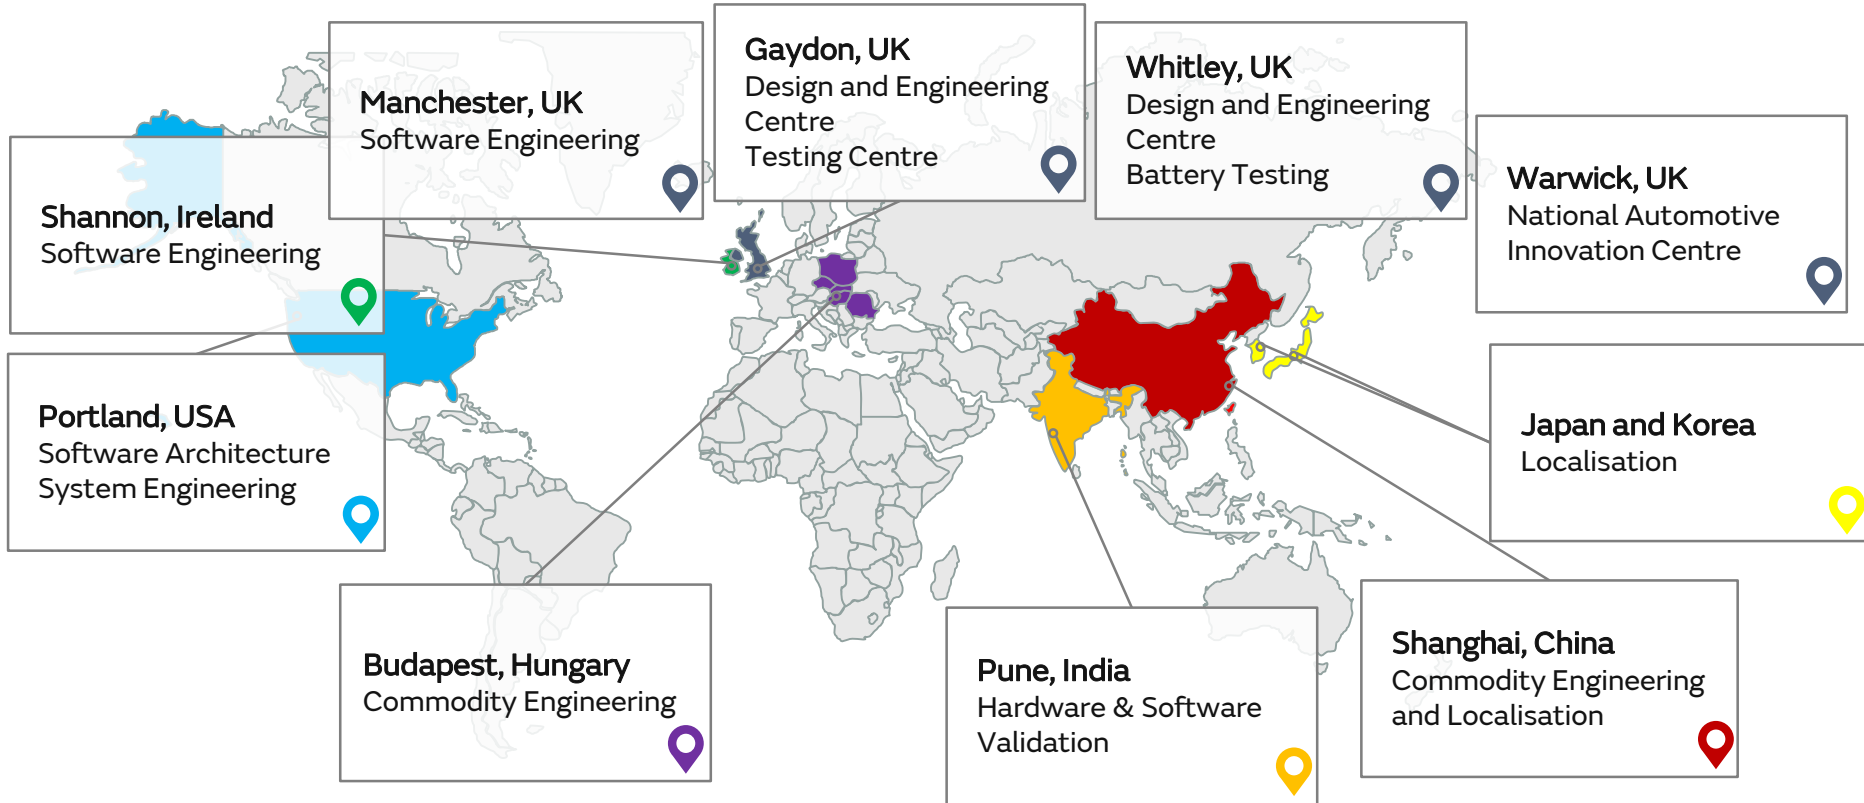 Manchester, UK
Software Engineering
Gaydon, UK
Design and Engineering
Centre
Testing Centre
Whitley, UK
Design and Engineering
Centre
Battery Testing
Warwick, UK
National Automotive
Innovation Centre
Shannon, Ireland
Software Engineering
Portland, USA
Software Architecture
System Engineering
Japan and Korea
Localisation
Budapest, Hungary
Commodity Engineering
Pune, India
Hardware & Software
Validation
Shanghai, China
Commodity Engineering
and Localisation